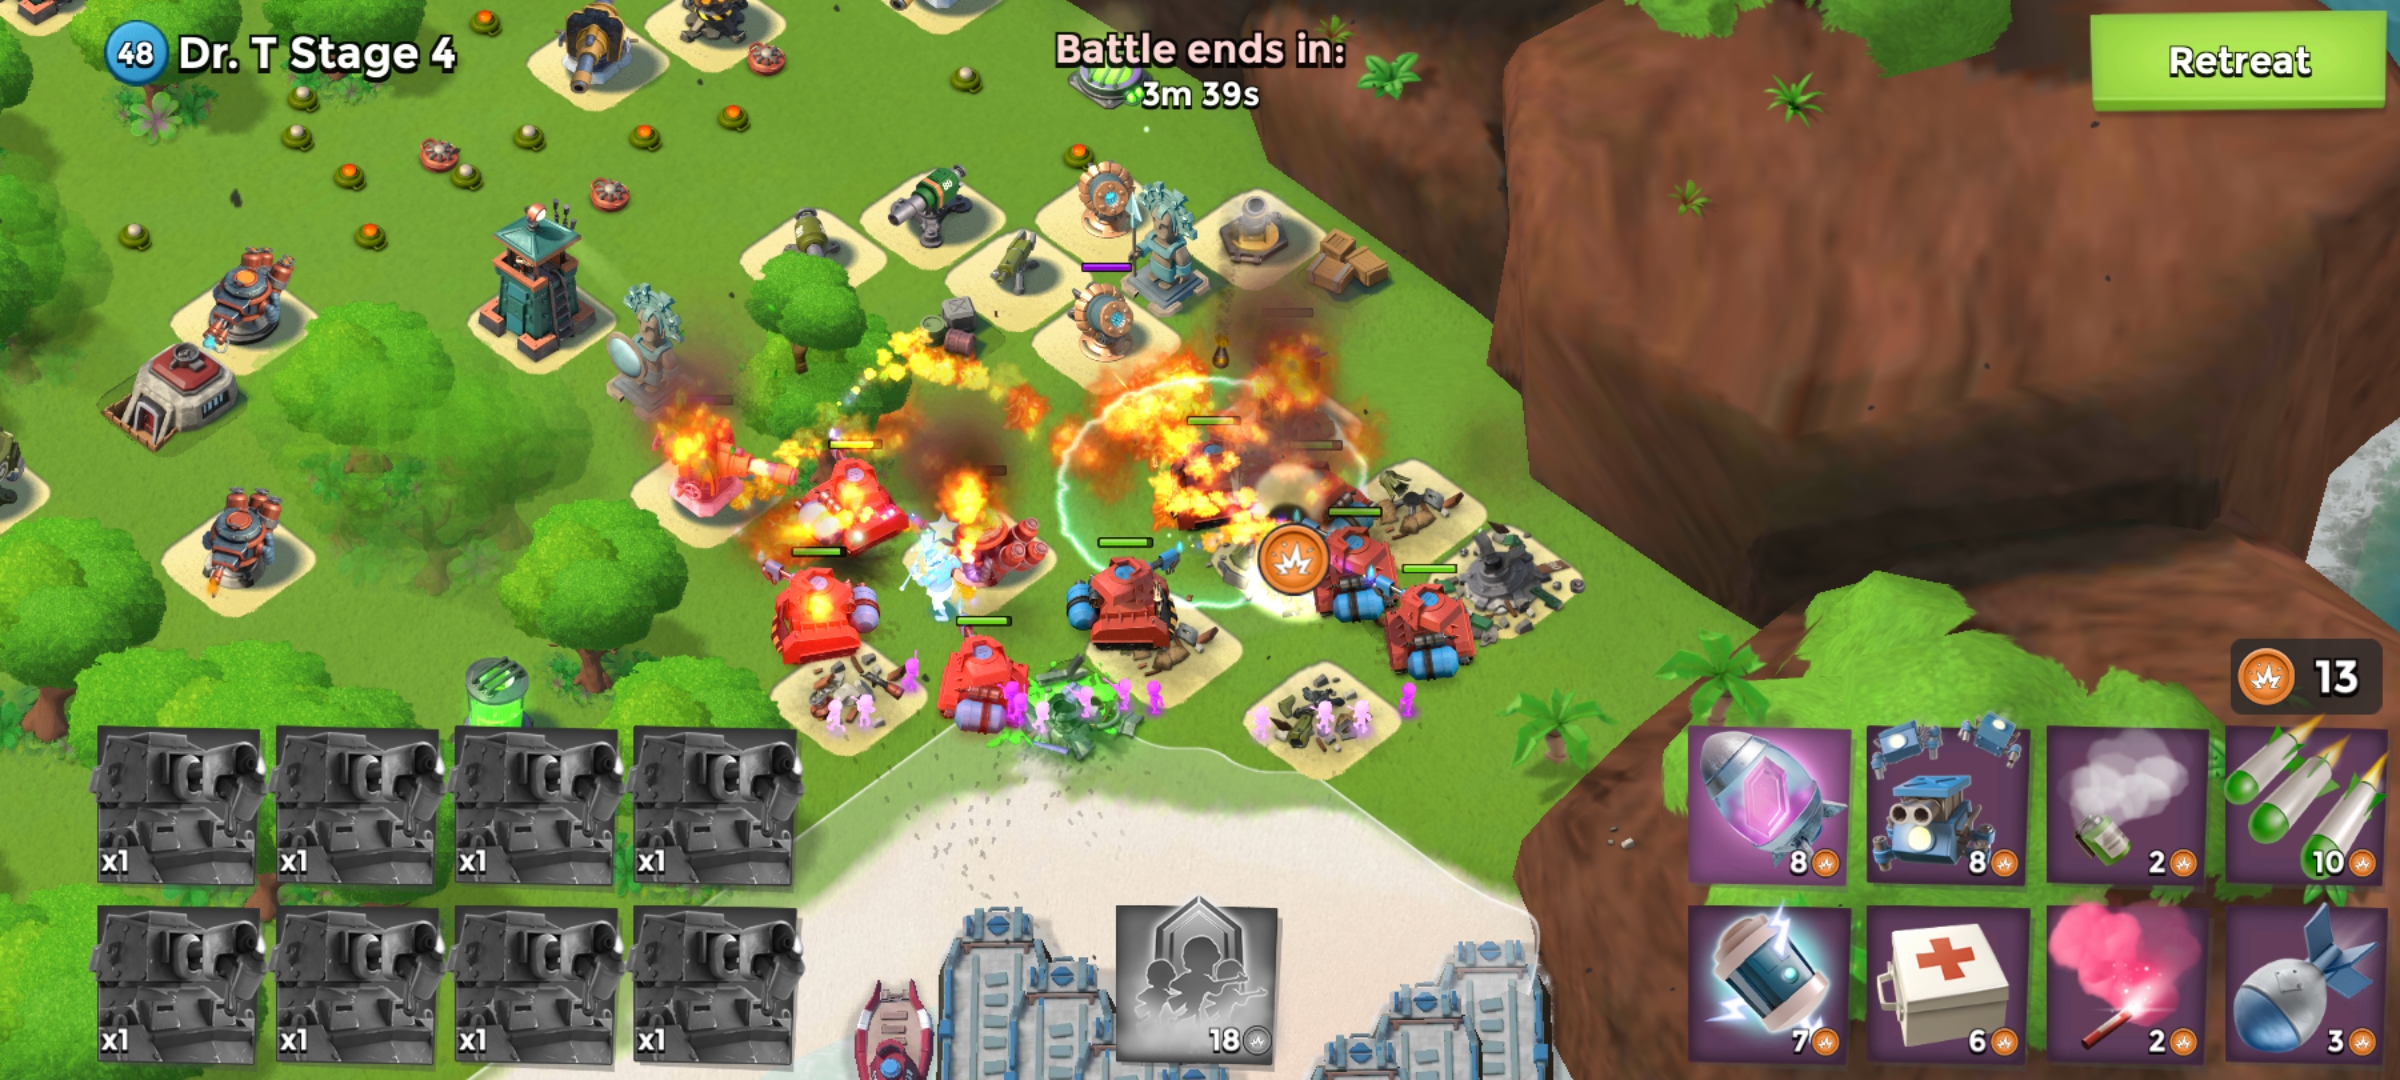 48 Dr. T Stage 4
Battle ends in:
3m 39s
Retreat
13
8
8
2
10
x1
x1
x1
x1
7
6
2
3
x1
x1
x1
x1
18